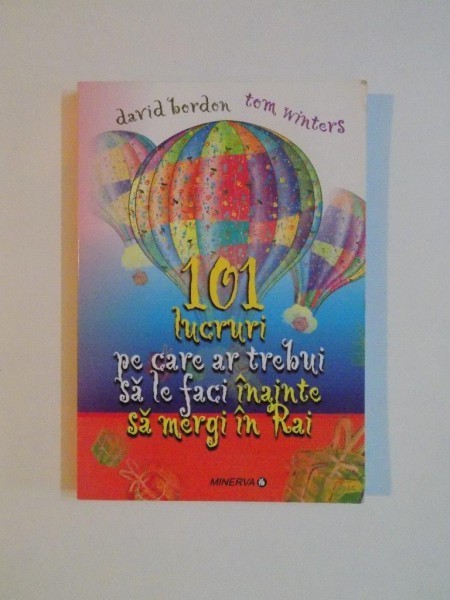 david bordon tom winters
101
lucruri
pe care ar trebui
să le faci înainte
să mergi în Rai
MINERVA